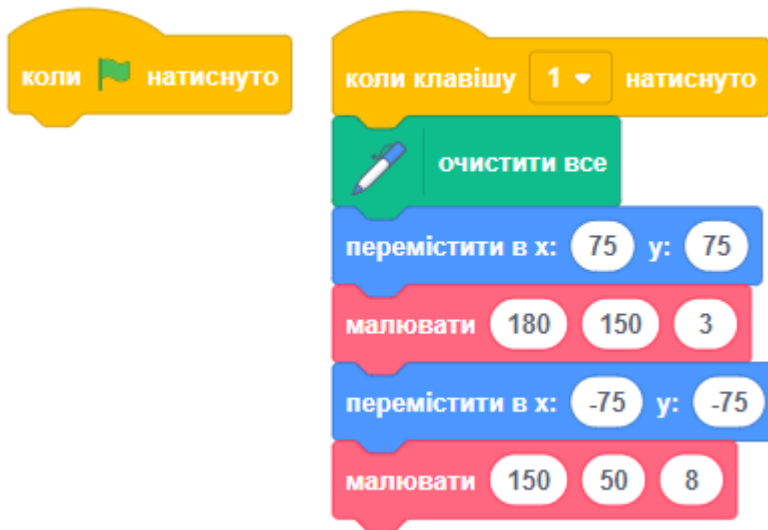 коли натиснуто
коли клавішу 1 натиснуто
очистити все
перемістити в x: 75 y: 75
малювати 180 150 3
перемістити в x: -75 y: -75
малювати 150 50 8